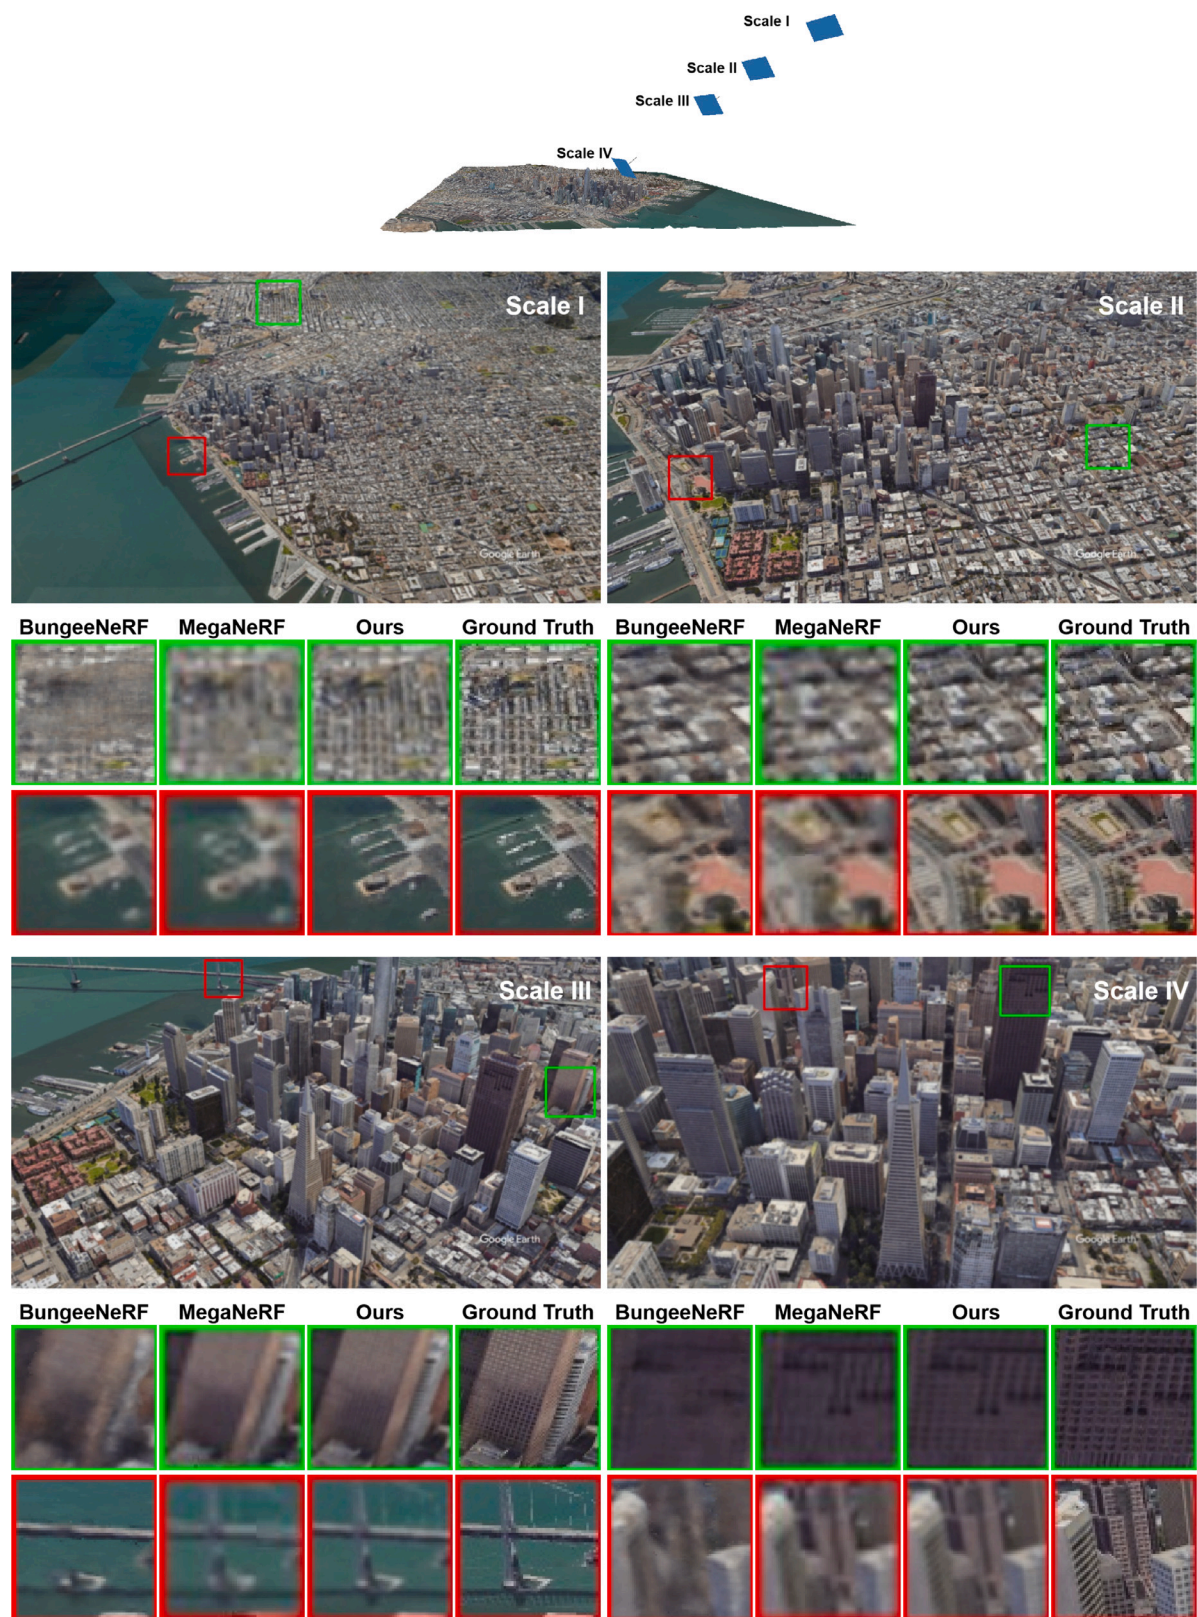 Scale I
Scale II
Scale III
Scale IV
Scale I
Scale II
Google Earth
Google Earth
BungeeNeRF MegaNeRF Ours Ground Truth BungeeNeRF MegaNeRF Ours Ground Truth
Scale III
Scale IV
Google Earth
Google Earth
BungeeNeRF MegaNeRF Ours Ground Truth BungeeNeRF MegaNeRF Ours Ground Truth